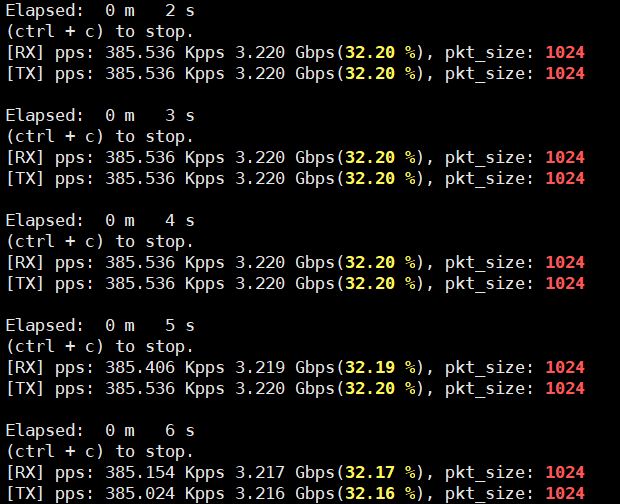 Elapsed:  0 m   2 s
(ctrl + c) to stop.
[RX] pps: 385.536 Kpps 3.220 Gbps(32.20 %), pkt_size: 1024
[TX] pps: 385.536 Kpps 3.220 Gbps(32.20 %), pkt_size: 1024

Elapsed:  0 m   3 s
(ctrl + c) to stop.
[RX] pps: 385.536 Kpps 3.220 Gbps(32.20 %), pkt_size: 1024
[TX] pps: 385.536 Kpps 3.220 Gbps(32.20 %), pkt_size: 1024

Elapsed:  0 m   4 s
(ctrl + c) to stop.
[RX] pps: 385.536 Kpps 3.220 Gbps(32.20 %), pkt_size: 1024
[TX] pps: 385.536 Kpps 3.220 Gbps(32.20 %), pkt_size: 1024

Elapsed:  0 m   5 s
(ctrl + c) to stop.
[RX] pps: 385.406 Kpps 3.219 Gbps(32.19 %), pkt_size: 1024
[TX] pps: 385.536 Kpps 3.220 Gbps(32.20 %), pkt_size: 1024

Elapsed:  0 m   6 s
(ctrl + c) to stop.
[RX] pps: 385.154 Kpps 3.217 Gbps(32.17 %), pkt_size: 1024
[TX] pps: 385.024 Kpps 3.216 Gbps(32.16 %), pkt_size: 1024